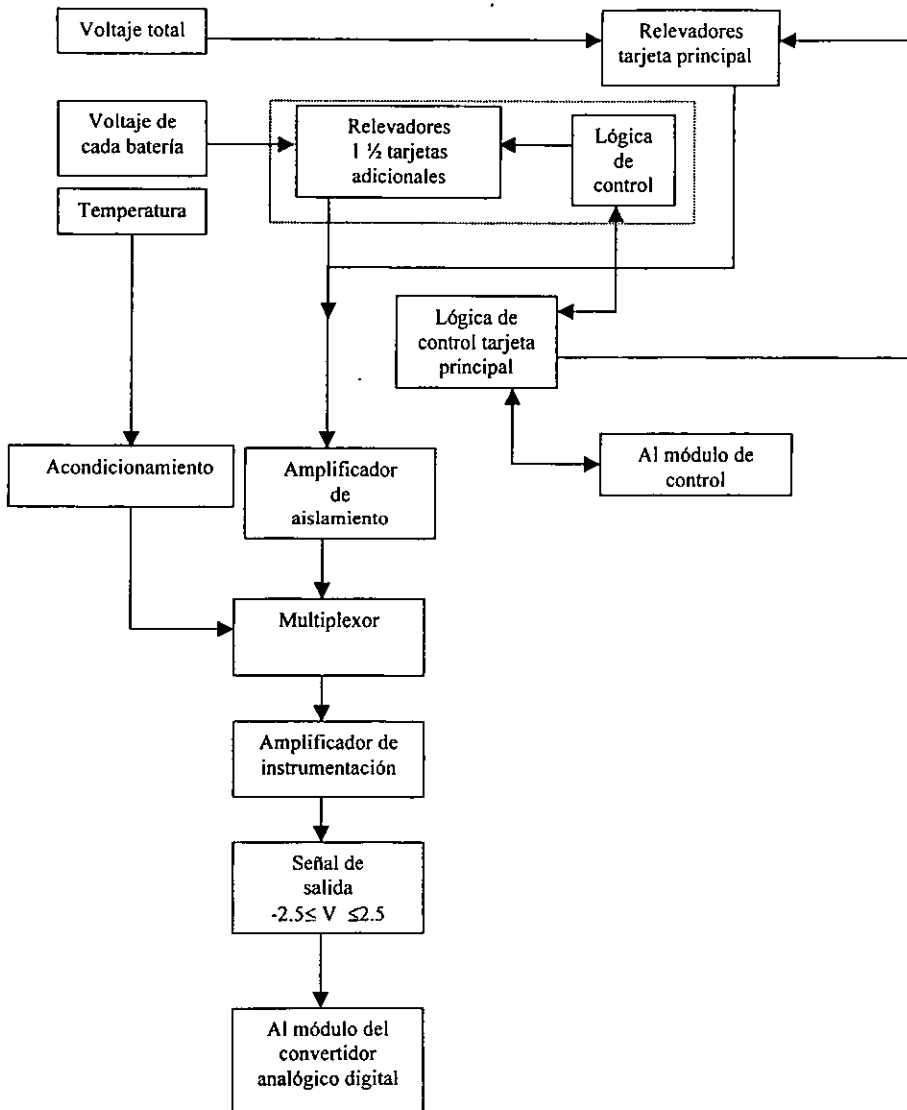 Voltaje total
Relevadores
tarjeta principal
Voltaje de
cada batería
Relevadores
1 ½ tarjetas
adicionales
Lógica
de
control
Temperatura
Lógica de
control tarjeta
principal
Acondicionamiento
Amplificador
de
aislamiento
Al módulo de
control
Multiplexor
Amplificador de
instrumentación
Señal de
salida
-2.5≤ V ≤2.5
Al módulo del
convertidor
analógico digital